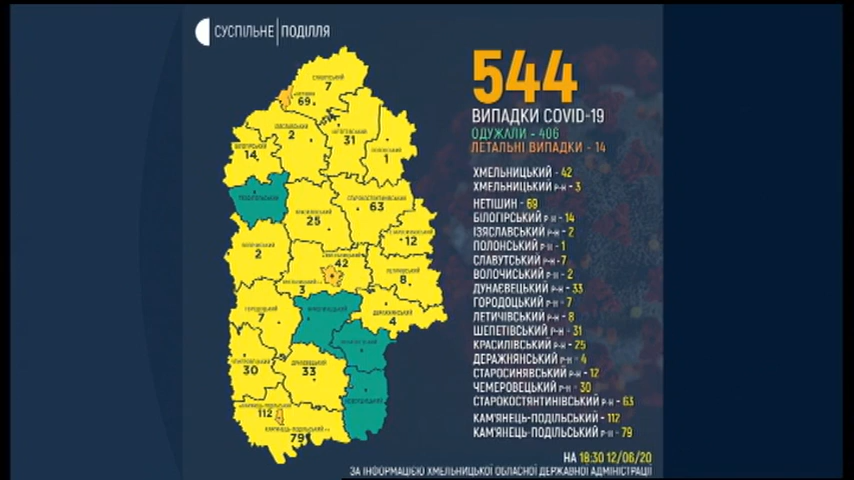 СУСПІЛЬНЕ ПОДІЛЛЯ
544
ВИПАДКИ COVID-19
ОДУЖАЛИ - 406
ЛЕТАЛЬНІ ВИПАДКИ - 14
ХМЕЛЬНИЦЬКИЙ - 42
ХМЕЛЬНИЦЬКИЙ Р-Н - 3
НЕТІШИН - 69
БІЛОГІРСЬКИЙ Р-Н - 14
ІЗЯСЛАВСЬКИЙ Р-Н - 2
ПОЛОНСЬКИЙ Р-Н - 1
СЛАВУТСЬКИЙ Р-Н - 7
ВОЛОЧИСЬКИЙ Р-Н - 2
ДУНАЄВЕЦЬКИЙ Р-Н - 33
ГОРОДОЦЬКИЙ Р-Н - 7
ЛЕТИЧІВСЬКИЙ Р-Н - 8
ШЕПЕТІВСЬКИЙ Р-Н - 31
КРАСИЛІВСЬКИЙ Р-Н - 25
ДЕРАЖНЯНСЬКИЙ Р-Н - 4
СТАРОСИНЯВСЬКИЙ Р-Н - 12
ЧЕМЕРОВЕЦЬКИЙ Р-Н - 30
СТАРОКОСТЯНТИНІВСЬКИЙ Р-Н - 63
КАМ'ЯНЕЦЬ-ПОДІЛЬСЬКИЙ - 112
КАМ'ЯНЕЦЬ-ПОДІЛЬСЬКИЙ Р-Н - 79
НА 18:30 12/06/20
ЗА ІНФОРМАЦІЄЮ ХМЕЛЬНИЦЬКОЇ ОБЛАСНОЇ ДЕРЖАВНОЇ АДМІНІСТРАЦІЇ
7
69
2
31
14
1
63
25
12
2
42
3
8
7
4
30
ДУНАЄВЕЦЬКИЙ
33
112
79